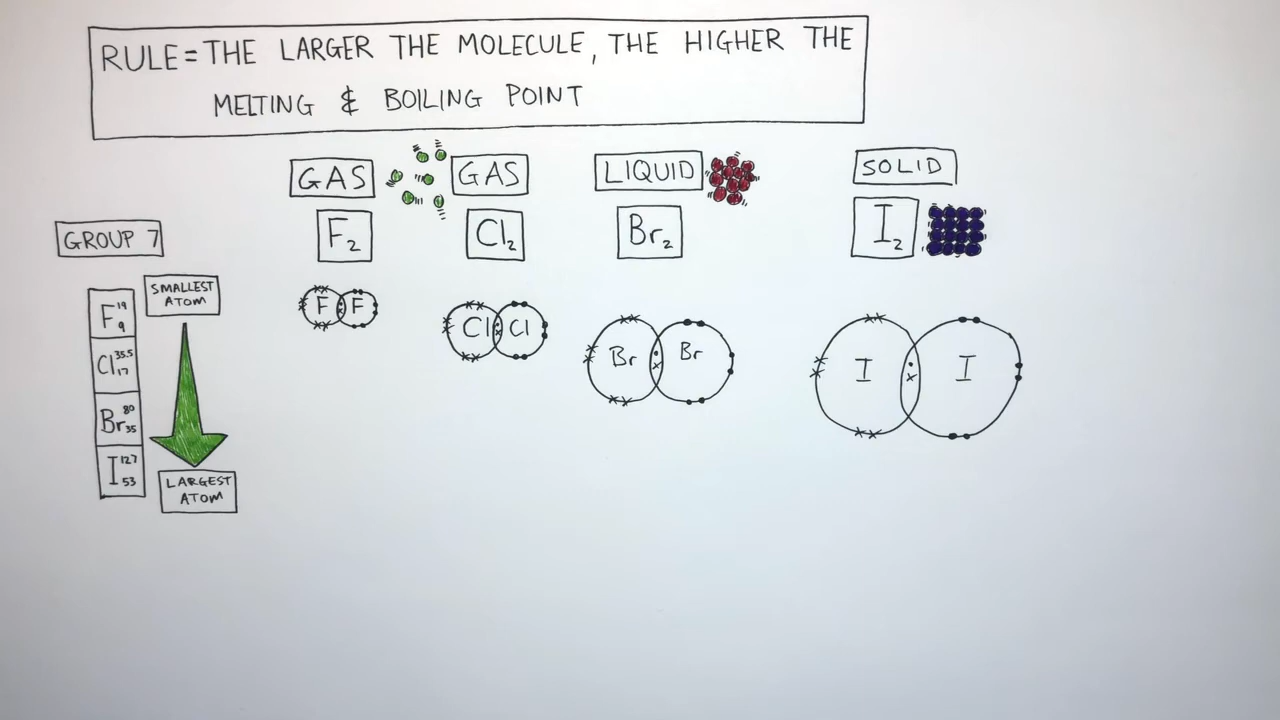 RULE = THE LARGER THE MOLECULE, THE HIGHER THE
MELTING & BOILING POINT
GAS
GAS
LIQUID
SOLID
F₂
Cl₂
Br₂
I₂
GROUP 7
SMALLEST
ATOM
F 19 9
Cl 35.5 17
Br 80 35
I 127 53
LARGEST
ATOM
F F
Cl Cl
Br Br
I I